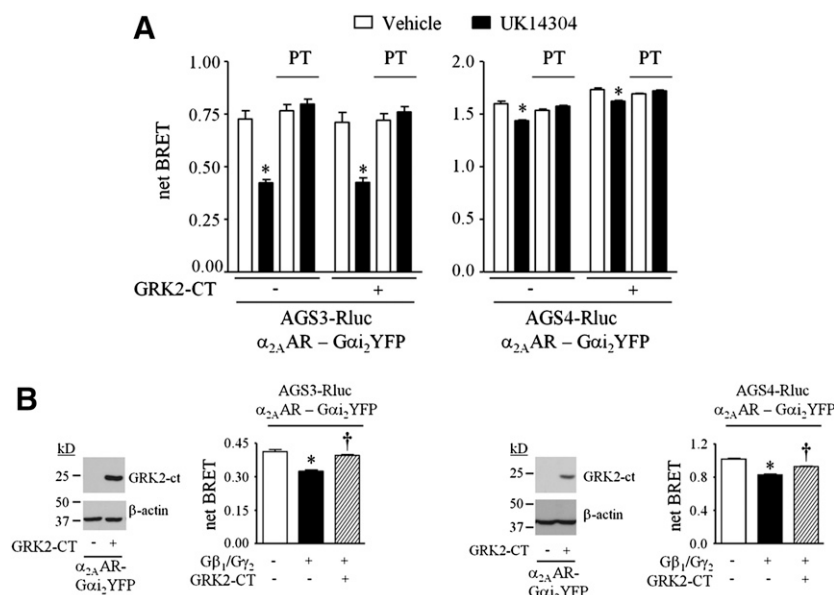 A
Vehicle UK14304
PT PT PT PT
net BRET
1.00
0.75
0.50
0.25
0.00
* *
GRK2-CT - +
AGS3-Rluc
α2AAR – Gαi2YFP
net BRET
2.0
1.5
1.0
0.5
0.0
* *
- +
AGS4-Rluc
α2AAR – Gαi2YFP
B
kD
25
50
37
GRK2-ct
β-actin
GRK2-CT - +
α2AAR-
Gαi2YFP
AGS3-Rluc
α2AAR – Gαi2YFP
net BRET
0.45
0.30
0.15
0.00
* †
Gβ1/Gγ2 - + +
GRK2-CT +
kD
25
50
37
GRK2-ct
β-actin
GRK2-CT - +
α2AAR-
Gαi2YFP
AGS4-Rluc
α2AAR – Gαi2YFP
net BRET
1.2
0.8
0.4
0.0
* †
Gβ1/Gγ2 - + +
GRK2-CT +